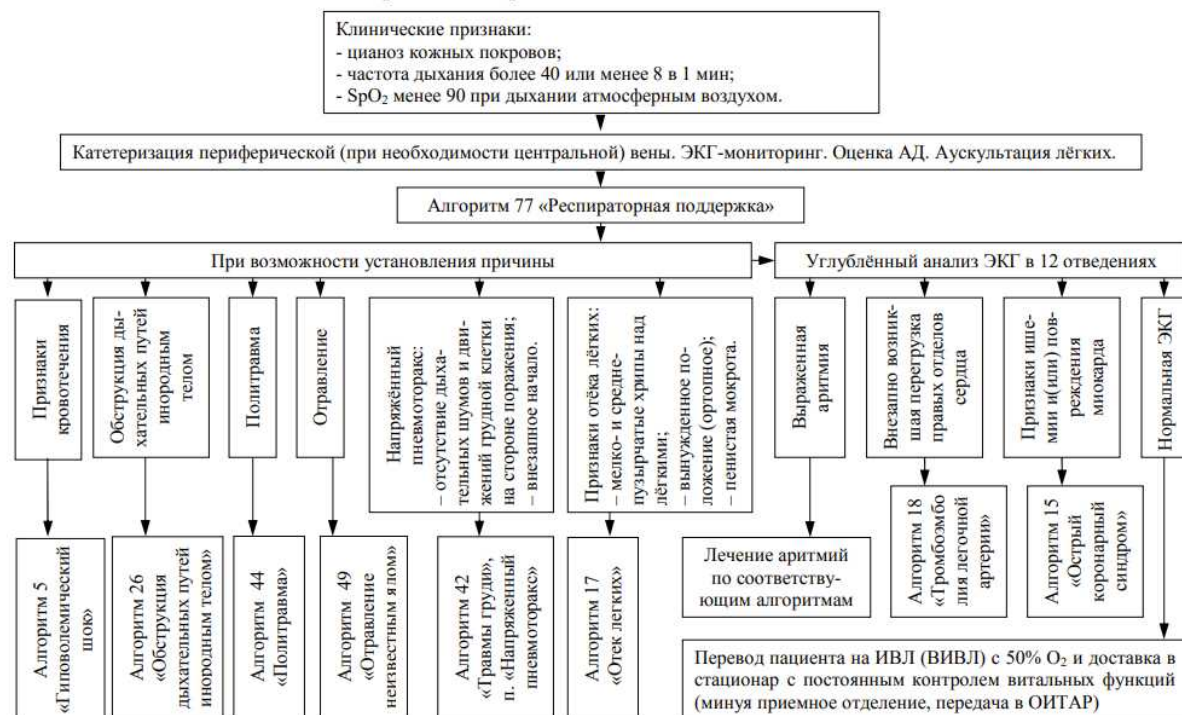 Клинические признаки:
- цианоз кожных покровов;
- частота дыхания более 40 или менее 8 в 1 мин;
- SpO₂ менее 90 при дыхании атмосферным воздухом.
Катетеризация периферической (при необходимости центральной) вены. ЭКГ-мониторинг. Оценка АД. Аускультация лёгких.
Алгоритм 77 «Респираторная поддержка»
При возможности установления причины
Углублённый анализ ЭКГ в 12 отведениях
Признаки
кровотечения
Обструкция ды-
хательных путей
инородным
телом
Политравма
Отравление
Напряжённый
пневмоторакс:
– отсутствие дыха-
тельных шумов и дви-
жений грудной клетки
на стороне поражения;
– внезапное начало.
Признаки отёка лёгких:
– мелко- и средне-
пузырчатые хрипы над
лёгкими;
– вынужденное по-
ложение (ортопное);
– пенистая мокрота.
Выраженная
аритмия
Внезапно возник-
шая перегрузка
правых отделов
сердца
Признаки ише-
мии и(или) пов-
реждения
миокарда
Нормальная ЭКГ
Алгоритм 5
«Гиповолемический
шок»
Алгоритм 26
«Обструкция
дыхательных путей
инородным телом»
Алгоритм 44
«Политравма»
Алгоритм 49
«Отравление
неизвестным ядом»
Алгоритм 42
«Травмы груди»,
п. «Напряженный
пневмоторакс»
Алгоритм 17
«Отек легких»
Лечение аритмий
по соответству-
ющим алгоритмам
Алгоритм 18
«Тромбоэмбо
лия легочной
артерии»
Алгоритм 15
«Острый
коронарный
синдром»
Перевод пациента на ИВЛ (ВИВЛ) с 50% O₂ и доставка в
стационар с постоянным контролем витальных функций
(минуя приемное отделение, передача в ОИТАР)